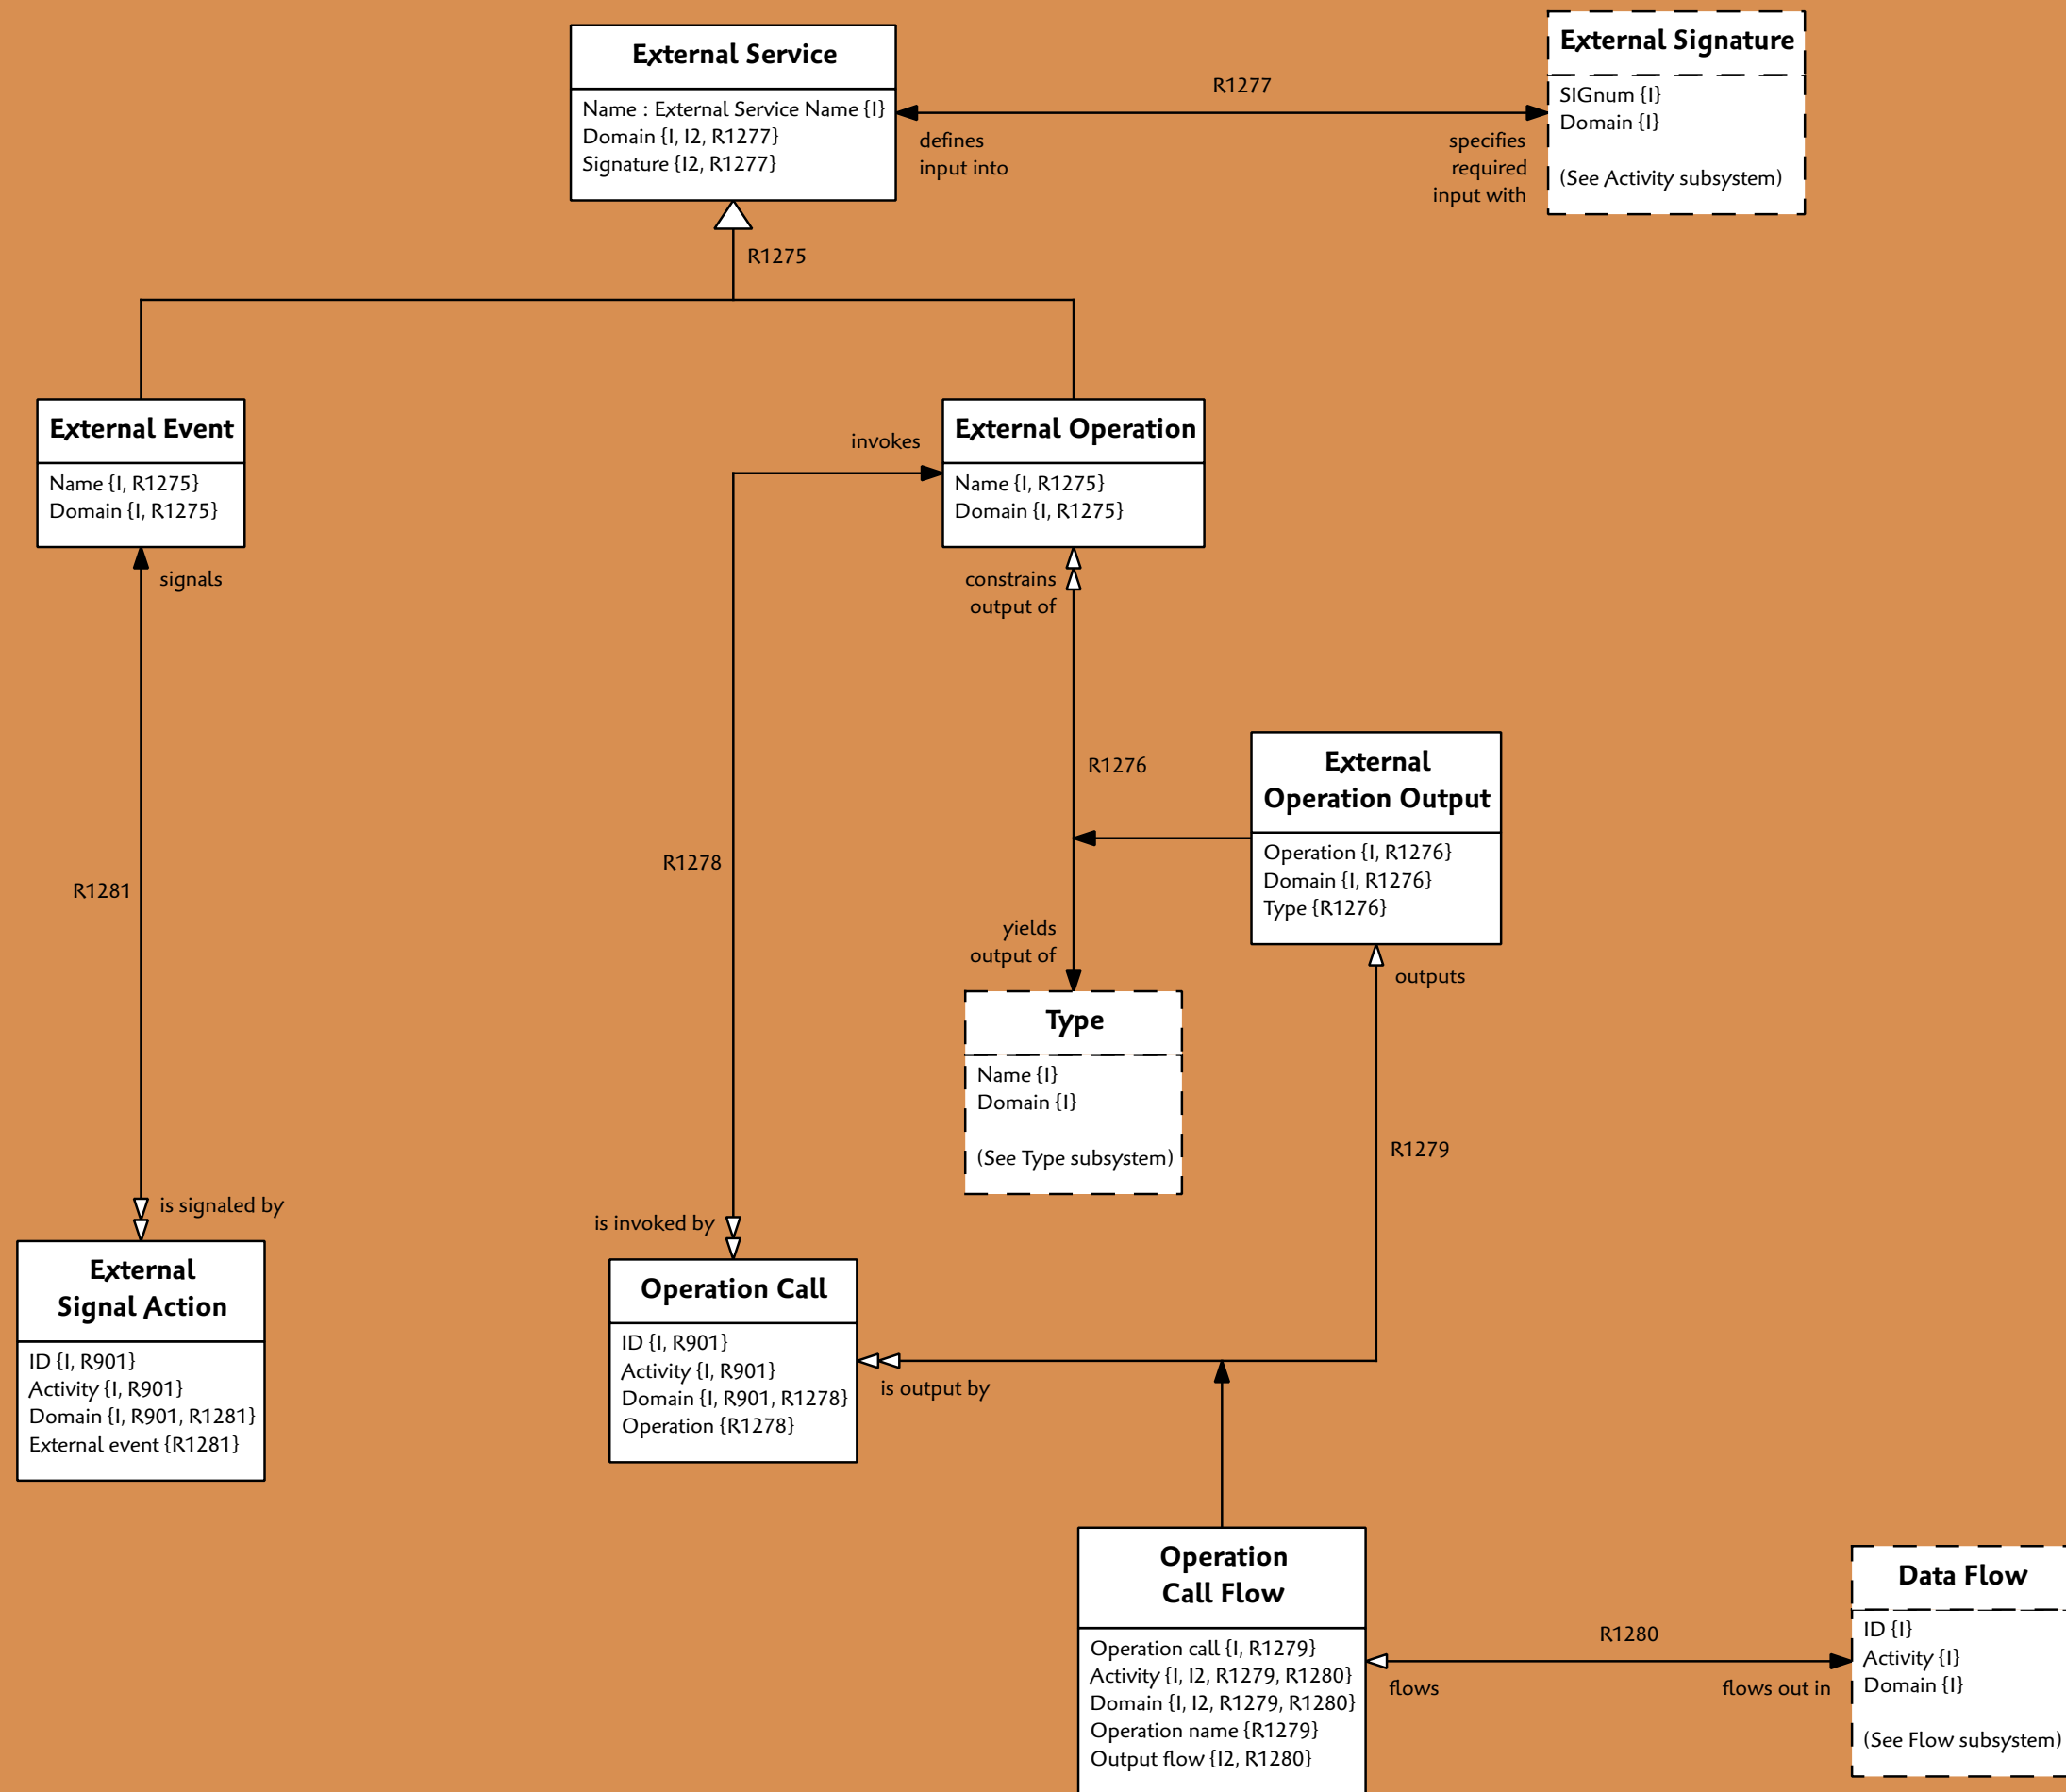 External Service
Name : External Service Name {I}
Domain {I, I2, R1277}
Signature {I2, R1277}
R1277
defines
input into
specifies
required
input with
External Signature
SIGnum {I}
Domain {I}
(See Activity subsystem)
R1275
External Event
Name {I, R1275}
Domain {I, R1275}
signals
invokes
External Operation
Name {I, R1275}
Domain {I, R1275}
constrains
output of
R1276
External
Operation Output
Operation {I, R1276}
Domain {I, R1276}
Type {R1276}
outputs
R1281
R1278
yields
output of
Type
Name {I}
Domain {I}
(See Type subsystem)
R1279
is signaled by
External
Signal Action
ID {I, R901}
Activity {I, R901}
Domain {I, R901, R1281}
External event {R1281}
is invoked by
Operation Call
ID {I, R901}
Activity {I, R901}
Domain {I, R901, R1278}
Operation {R1278}
is output by
Operation
Call Flow
Operation call {I, R1279}
Activity {I, I2, R1279, R1280}
Domain {I, I2, R1279, R1280}
Operation name {R1279}
Output flow {I2, R1280}
R1280
flows
flows out in
Data Flow
ID {I}
Activity {I}
Domain {I}
(See Flow subsystem)